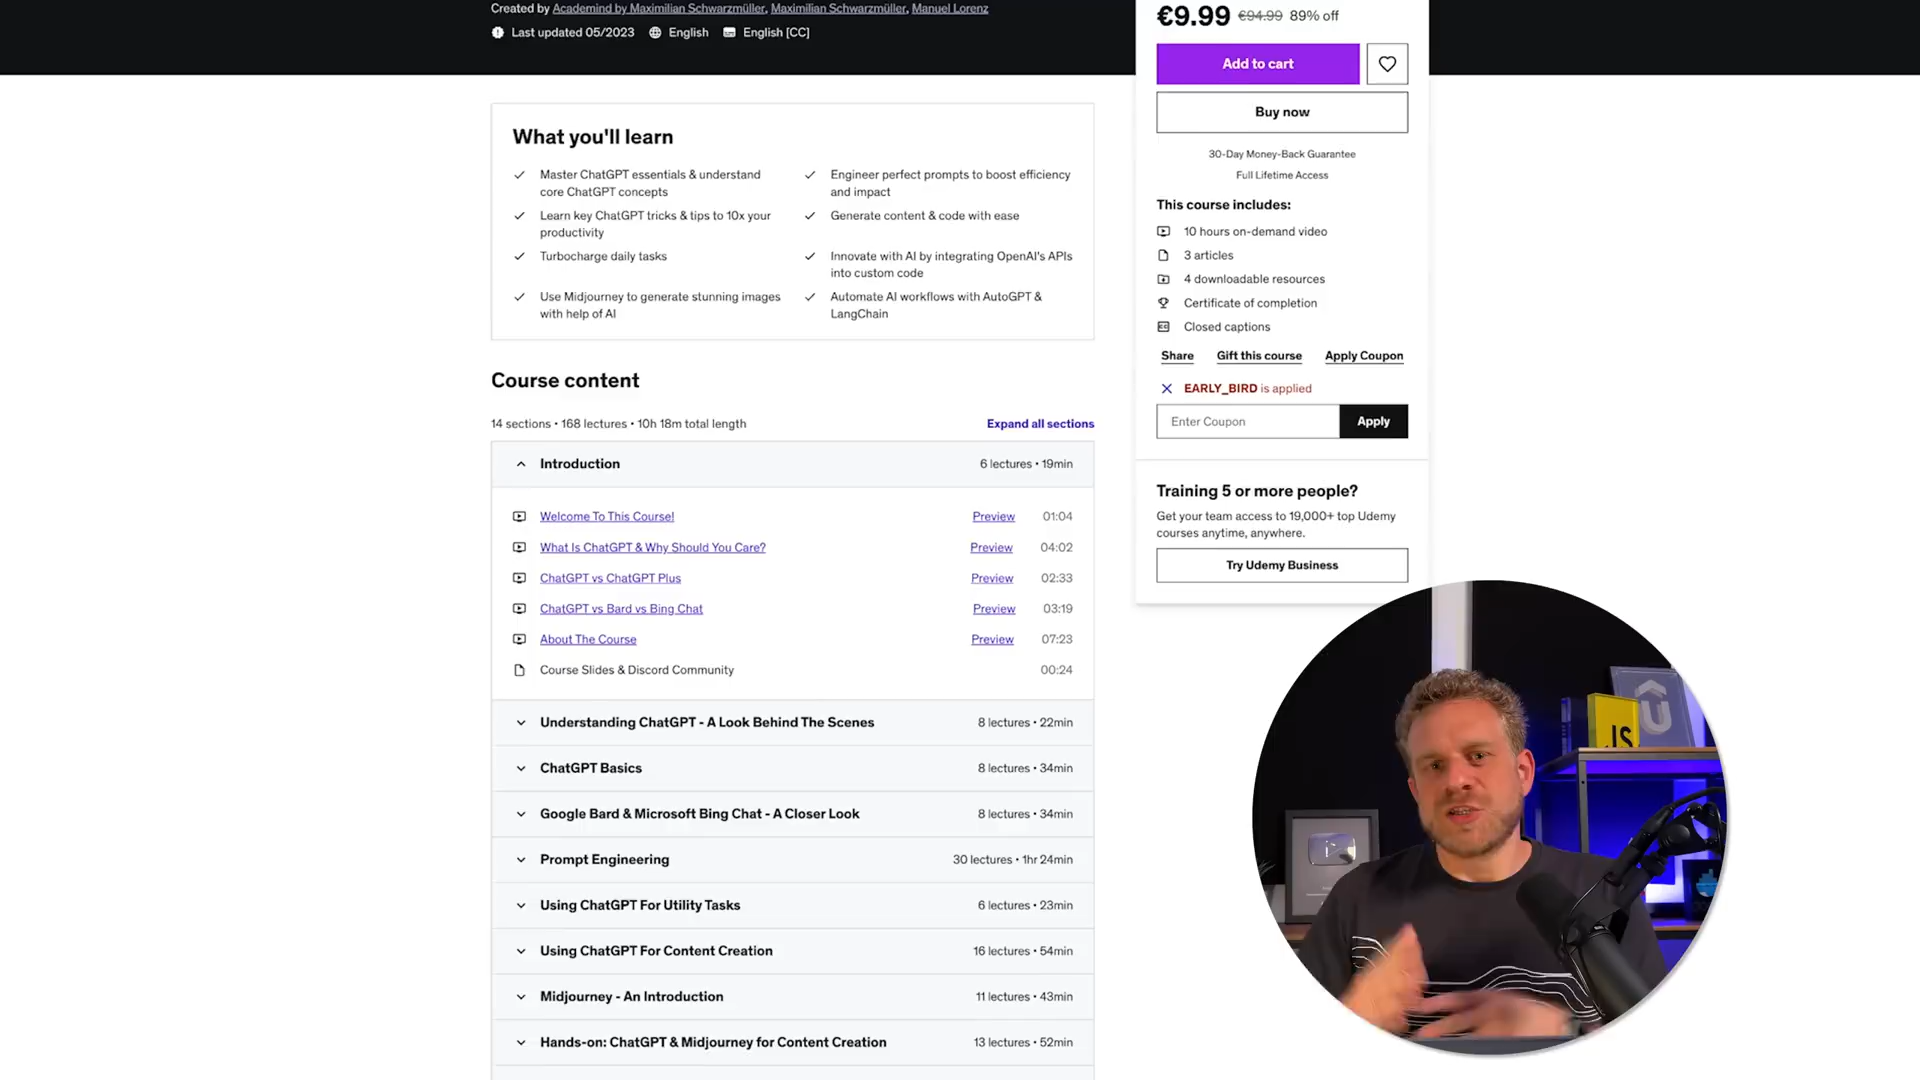 Created by Academind by Maximilian Schwarzmüller, Maximilian Schwarzmüller, Manuel Lorenz
Last updated 05/2023 English English [CC]
€9.99 €94.99 89% off
Add to cart
Buy now
30-Day Money-Back Guarantee
Full Lifetime Access
This course includes:
10 hours on-demand video
3 articles
4 downloadable resources
Certificate of completion
Closed captions
Share Gift this course Apply Coupon
EARLY_BIRD is applied
Enter Coupon Apply
Training 5 or more people?
Get your team access to 19,000+ top Udemy
courses anytime, anywhere.
Try Udemy Business
What you'll learn
Master ChatGPT essentials & understand
core ChatGPT concepts
Engineer perfect prompts to boost efficiency
and impact
Learn key ChatGPT tricks & tips to 10x your
productivity
Generate content & code with ease
Turbocharge daily tasks
Innovate with AI by integrating OpenAI's APIs
into custom code
Use Midjourney to generate stunning images
with help of AI
Automate AI workflows with AutoGPT &
LangChain
Course content
14 sections • 168 lectures • 10h 18m total length Expand all sections
Introduction 6 lectures • 19min
Welcome To This Course! Preview 01:04
What Is ChatGPT & Why Should You Care? Preview 04:02
ChatGPT vs ChatGPT Plus Preview 02:33
ChatGPT vs Bard vs Bing Chat Preview 03:19
About The Course Preview 07:23
Course Slides & Discord Community 00:24
Understanding ChatGPT - A Look Behind The Scenes 8 lectures • 22min
ChatGPT Basics 8 lectures • 34min
Google Bard & Microsoft Bing Chat - A Closer Look 8 lectures • 34min
Prompt Engineering 30 lectures • 1hr 24min
Using ChatGPT For Utility Tasks 6 lectures • 23min
Using ChatGPT For Content Creation 16 lectures • 54min
Midjourney - An Introduction 11 lectures • 43min
Hands-on: ChatGPT & Midjourney for Content Creation 13 lectures • 52min
JS